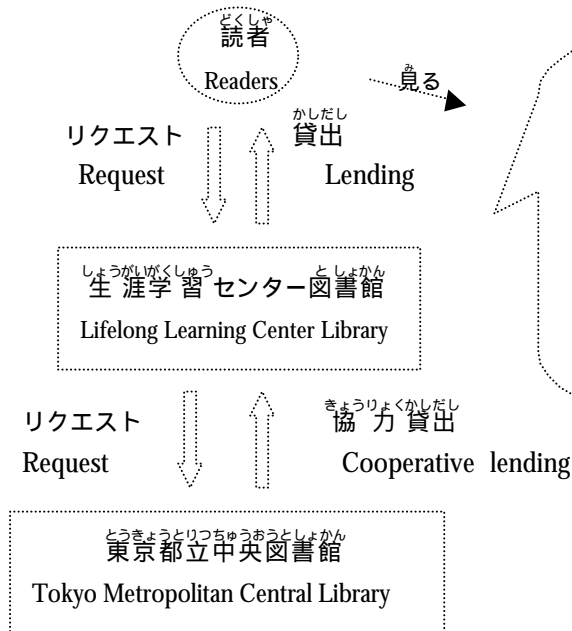 どくしゃ
読者
Readers
み
見る
リクエスト
Request
かしだし
貸出
Lending
しょうがいがくしゅう としょかん
生涯学習センター図書館
Lifelong Learning Center Library
リクエスト
Request
きょうりょくかしだし
協力貸出
Cooperative lending
とうきょうとりつちゅうおうとしょかん
東京都立中央図書館
Tokyo Metropolitan Central Library